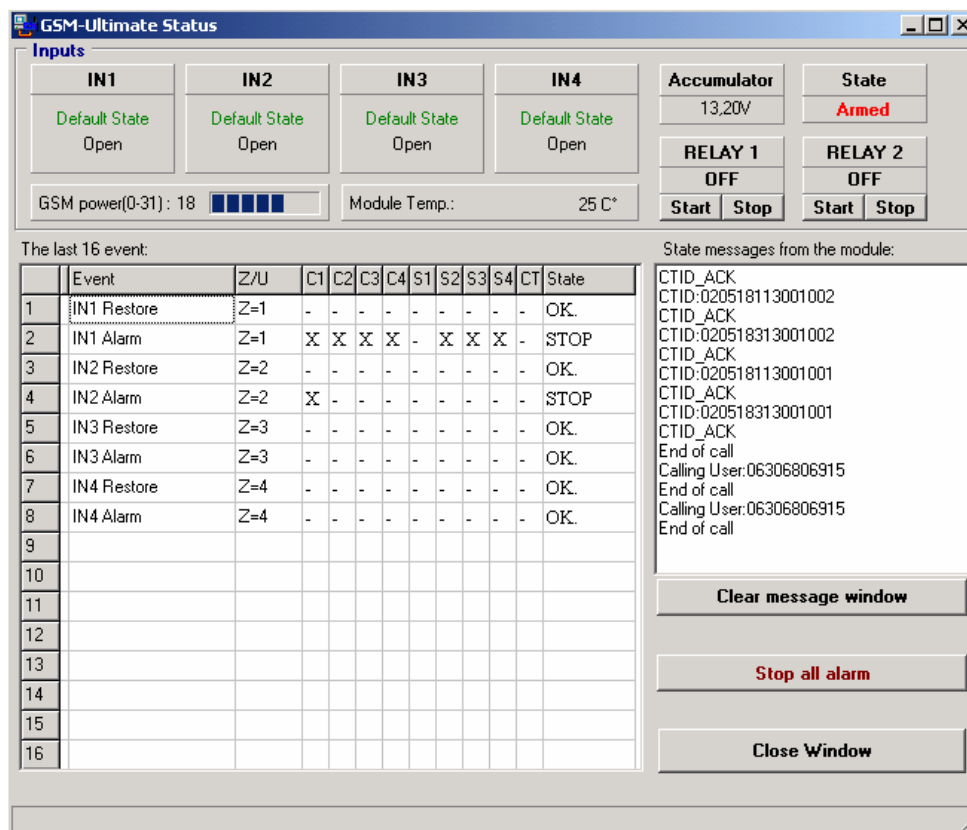 GSM-Ultimate Status
Inputs
IN1 IN2 IN3 IN4 Accumulator State
Default State Default State Default State Default State 13,20V Armed
Open Open Open Open
RELAY 1 RELAY 2
OFF OFF
GSM power(0-31) : 18 Module Temp.: 25 C° Start Stop Start Stop
The last 16 event: State messages from the module:
Event Z/U C1 C2 C3 C4 S1 S2 S3 S4 CT State
1 IN1 Restore Z=1 - - - - - - - - - OK.
2 IN1 Alarm Z=1 X X X X - X X X - STOP
3 IN2 Restore Z=2 - - - - - - - - - OK.
4 IN2 Alarm Z=2 X - - - - - - - - STOP
5 IN3 Restore Z=3 - - - - - - - - - OK.
6 IN3 Alarm Z=3 - - - - - - - - - OK.
7 IN4 Restore Z=4 - - - - - - - - - OK.
8 IN4 Alarm Z=4 - - - - - - - - - OK.
9
10
11
12
13
14
15
16
CTID_ACK
CTID:020518113001002
CTID_ACK
CTID:020518313001002
CTID_ACK
CTID:020518113001001
CTID_ACK
CTID:020518313001001
CTID_ACK
End of call
Calling User:06306806915
End of call
Calling User:06306806915
End of call
Clear message window
Stop all alarm
Close Window